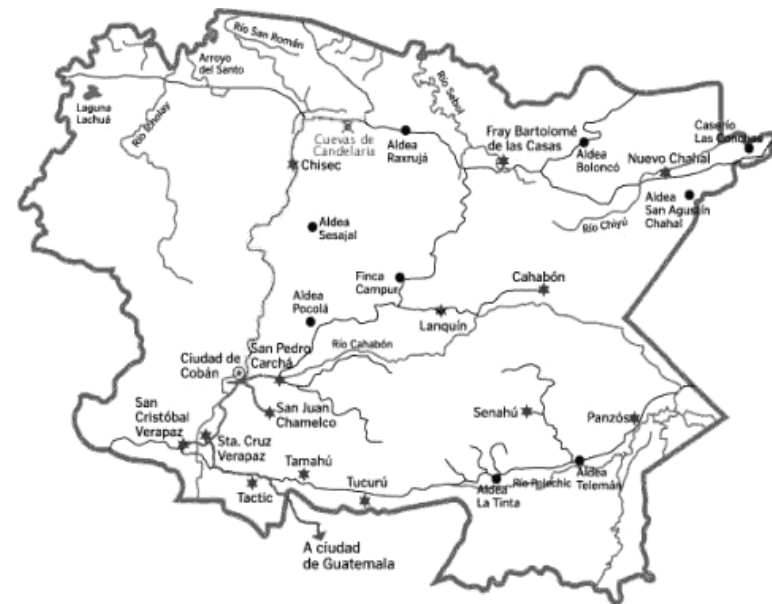 Río San Román
Arroyo
del Santo
Río Sebol
Laguna
Lachuá
Río Icbolay
Cuevas de
Candelaria
Aldea
Raxrujá
Fray Bartolomé
de las Casas
Aldea
Boloncó
Caserío
Las Conchas
Nuevo Chahal
Chisec
Aldea
San Agustín
Chahal
Río Chiyú
Aldea
Sesajal
Finca
Campur
Cahabón
Aldea
Pocolá
Lanquín
Río Cahabón
San Pedro
Carchá
Ciudad de
Cobán
San
Cristóbal
Verapaz
San Juan
Chamelco
Senahú
Panzós
Sta. Cruz
Verapaz
Tamahú
Tucurú
Tactic
Aldea
La Tinta
Río Polochic
Aldea
Telemán
A ciudad
de Guatemala